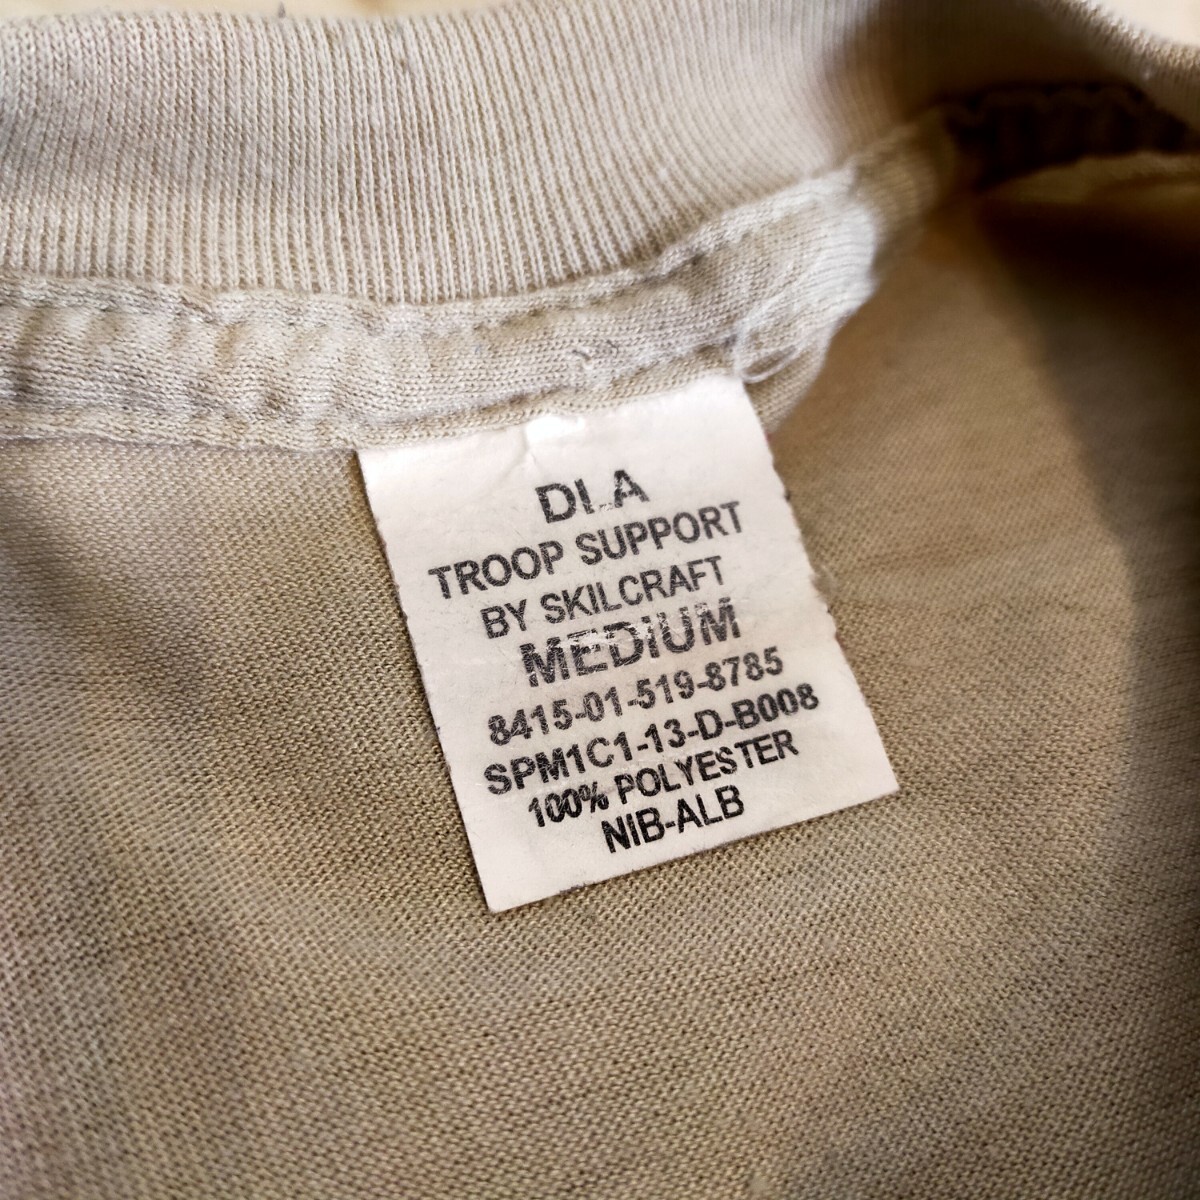 DLA
TROOP SUPPORT
BY SKILCRAFT
MEDIUM
8415-01-519-8785
SPM1C1-13-D-B008
100% POLYESTER
NIB-ALB